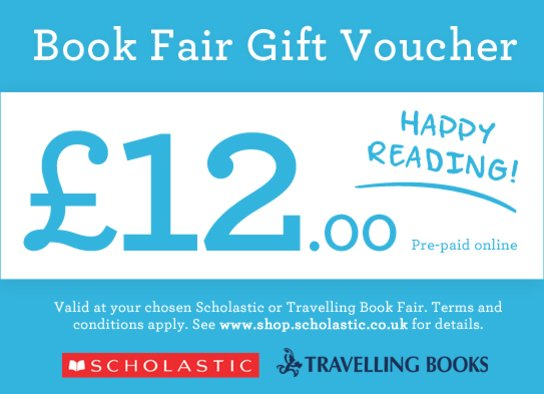 Book Fair Gift Voucher
HAPPY
READING!
£12.00
Pre-paid online
Valid at your chosen Scholastic or Travelling Book Fair. Terms and
conditions apply. See www.shop.scholastic.co.uk for details.
SCHOLASTIC
TRAVELLING BOOKS